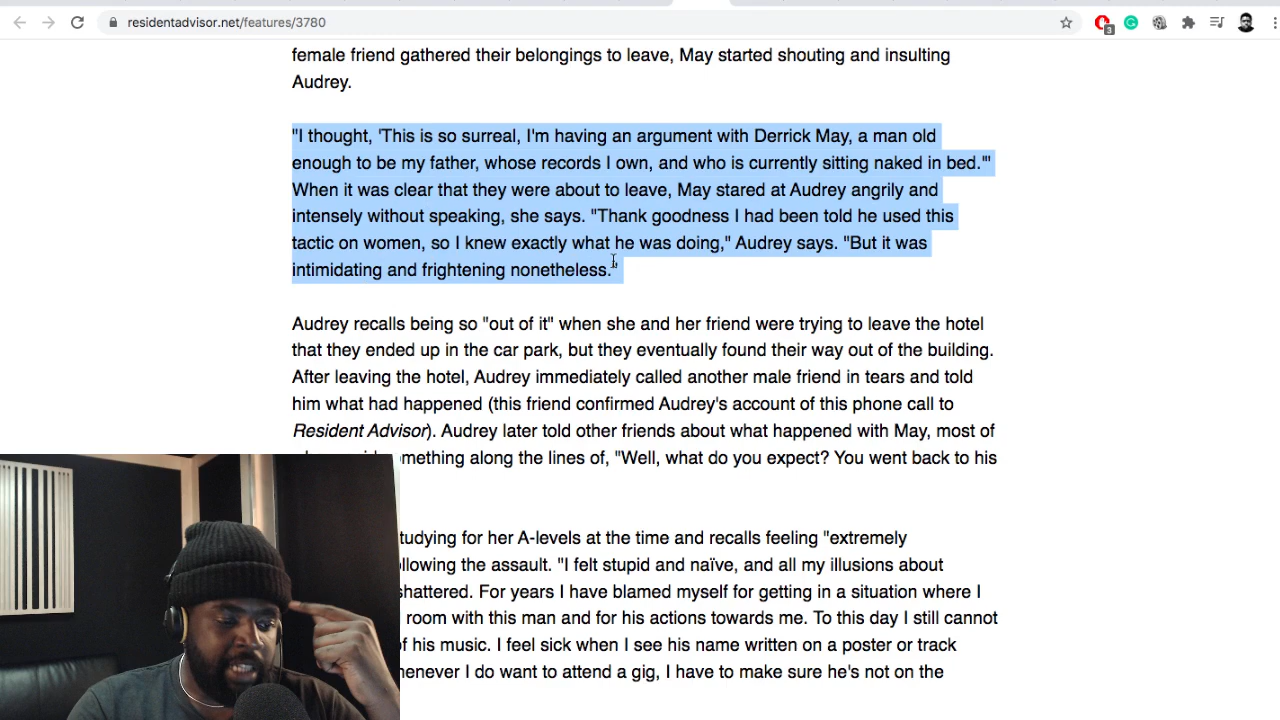 residentadvisor.net/features/3780
3
female friend gathered their belongings to leave, May started shouting and insulting
Audrey.
"I thought, 'This is so surreal, I'm having an argument with Derrick May, a man old
enough to be my father, whose records I own, and who is currently sitting naked in bed.'"
When it was clear that they were about to leave, May stared at Audrey angrily and
intensely without speaking, she says. "Thank goodness I had been told he used this
tactic on women, so I knew exactly what he was doing," Audrey says. "But it was
intimidating and frightening nonetheless."
Audrey recalls being so "out of it" when she and her friend were trying to leave the hotel
that they ended up in the car park, but they eventually found their way out of the building.
After leaving the hotel, Audrey immediately called another male friend in tears and told
him what had happened (this friend confirmed Audrey's account of this phone call to
Resident Advisor). Audrey later told other friends about what happened with May, most of
something along the lines of, "Well, what do you expect? You went back to his
studying for her A-levels at the time and recalls feeling "extremely
following the assault. "I felt stupid and naïve, and all my illusions about
shattered. For years I have blamed myself for getting in a situation where I
room with this man and for his actions towards me. To this day I still cannot
of his music. I feel sick when I see his name written on a poster or track
whenever I do want to attend a gig, I have to make sure he's not on the